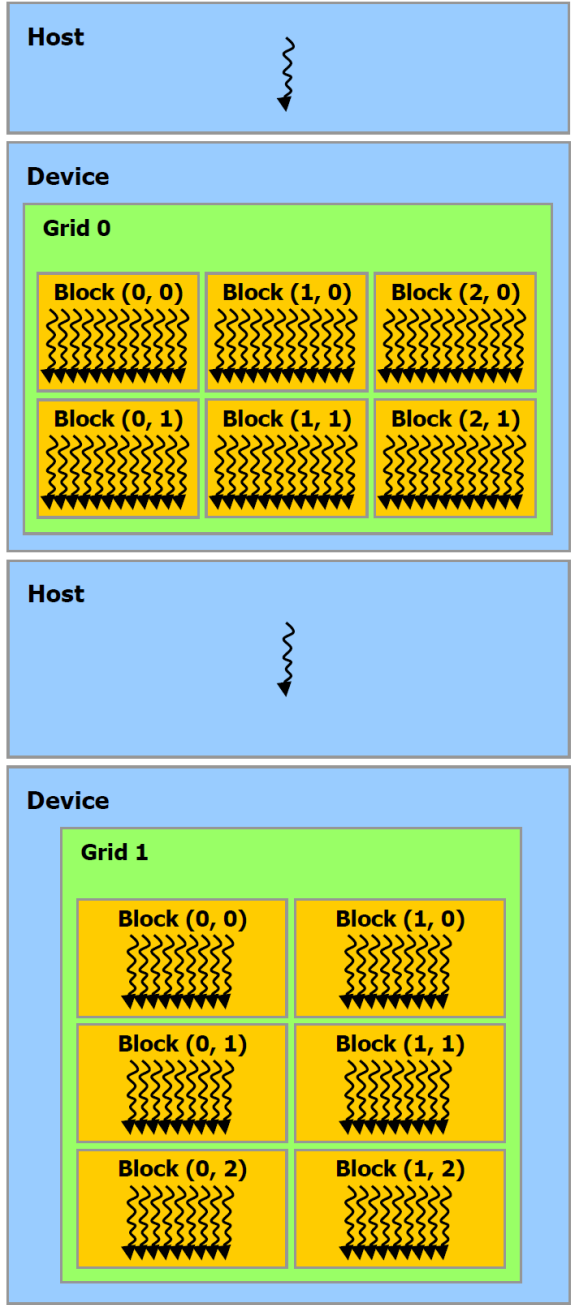 Host
Device
Grid 0
Block (0, 0) Block (1, 0) Block (2, 0)
Block (0, 1) Block (1, 1) Block (2, 1)
Host
Device
Grid 1
Block (0, 0) Block (1, 0)
Block (0, 1) Block (1, 1)
Block (0, 2) Block (1, 2)